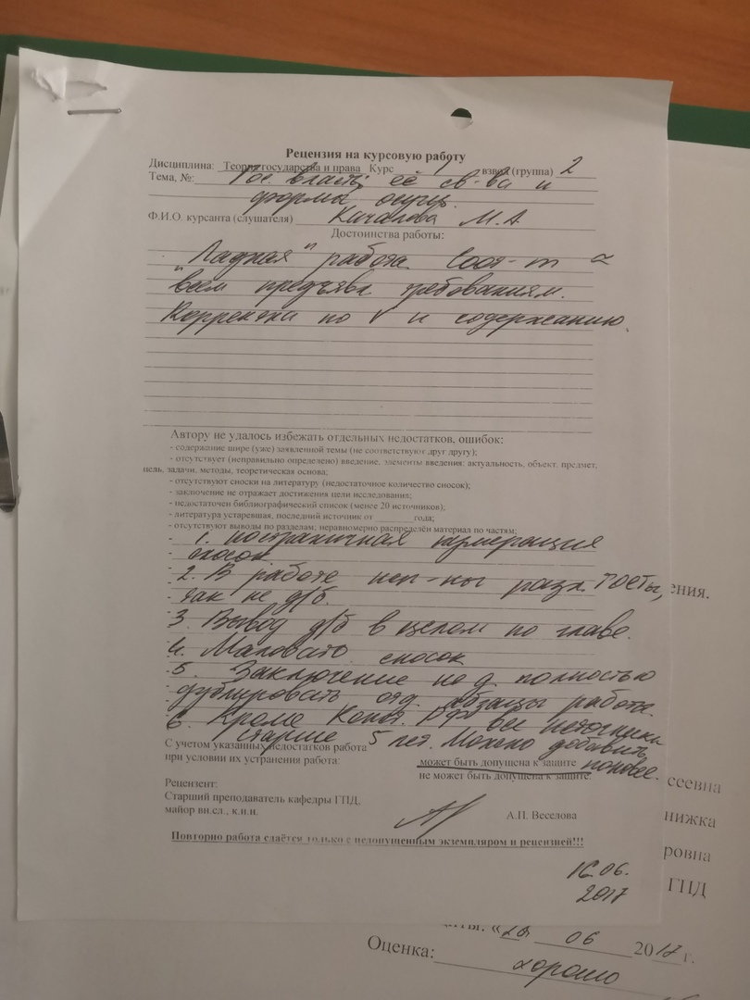 Рецензия на курсовую работу
Дисциплина: Теория государства и права Курс 1 взвод (группа) 2
Тема, №: Гос. власть, её св-ва и
формы осущ.
Ф.И.О. курсанта (слушателя) Качалова М.А
Достоинства работы:
"Ладная" работа. Соот-т ~
всем предъявл. требованиям.
Корректна по V и содержанию.
Автору не удалось избежать отдельных недостатков, ошибок:
- содержание шире (уже) заявленной темы (не соответствуют друг другу);
- отсутствует (неправильно определено) введение, элементы введения: актуальность, объект, предмет,
цель, задачи, методы, теоретическая основа;
- отсутствуют сноски на литературу (недостаточное количество сносок);
- заключение не отражает достижения цели исследования;
- недостаточен библиографический список (менее 20 источников);
- литература устаревшая, последний источник от ______ года;
- отсутствуют выводы по разделам; неравномерно распределён материал по частям;
- 1. постраничная нумерация
- сносок
- 2. В работе исп-ны разл. ГОСТы,
- так не д/б.
- 3. Вывод д/б в целом по главе.
- 4. Маловато сносок
- 5. Заключение не д. полностью
- дублировать отд. абзацы работы.
- 6. Кроме Конст. РФ все источники
старше 5 лет. Можно добавить
С учетом указанных недостатков работа
при условии их устранения работа: может быть допущена к защите поновее.
не может быть допущена к защите.
Рецензент:
Старший преподаватель кафедры ГПД,
майор вн.сл., к.и.н. А.П. Веселова
Повторно работа сдаётся только с недопущенным экземпляром и рецензией!!!
16.06.
2017
ения.
сеевна
нижка
ровна
ГПД
06 2017 г.
Оценка: хорошо